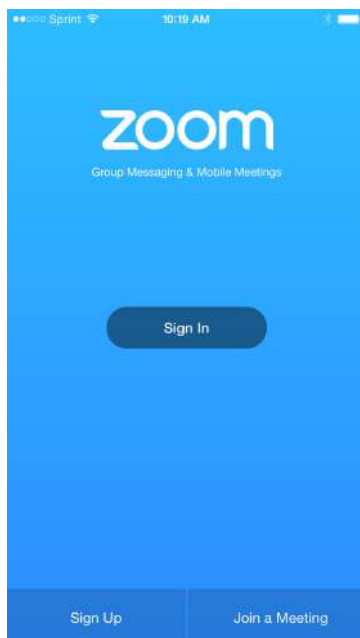 Sprint 10:19 AM
zoom
Group Messaging & Mobile Meetings
Sign In
Sign Up Join a Meeting